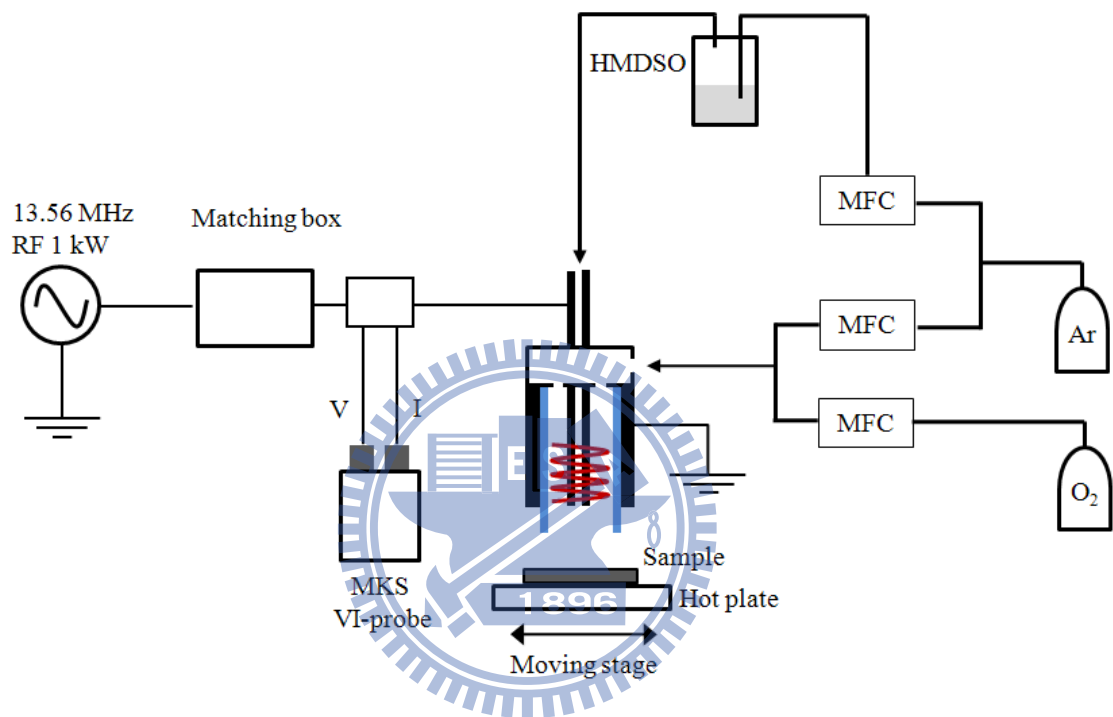 HMDSO
MFC
13.56 MHz
RF 1 kW
Matching box
MFC
Ar
MFC
V
I
O₂
Sample
MKS
VI-probe
Hot plate
1896
Moving stage